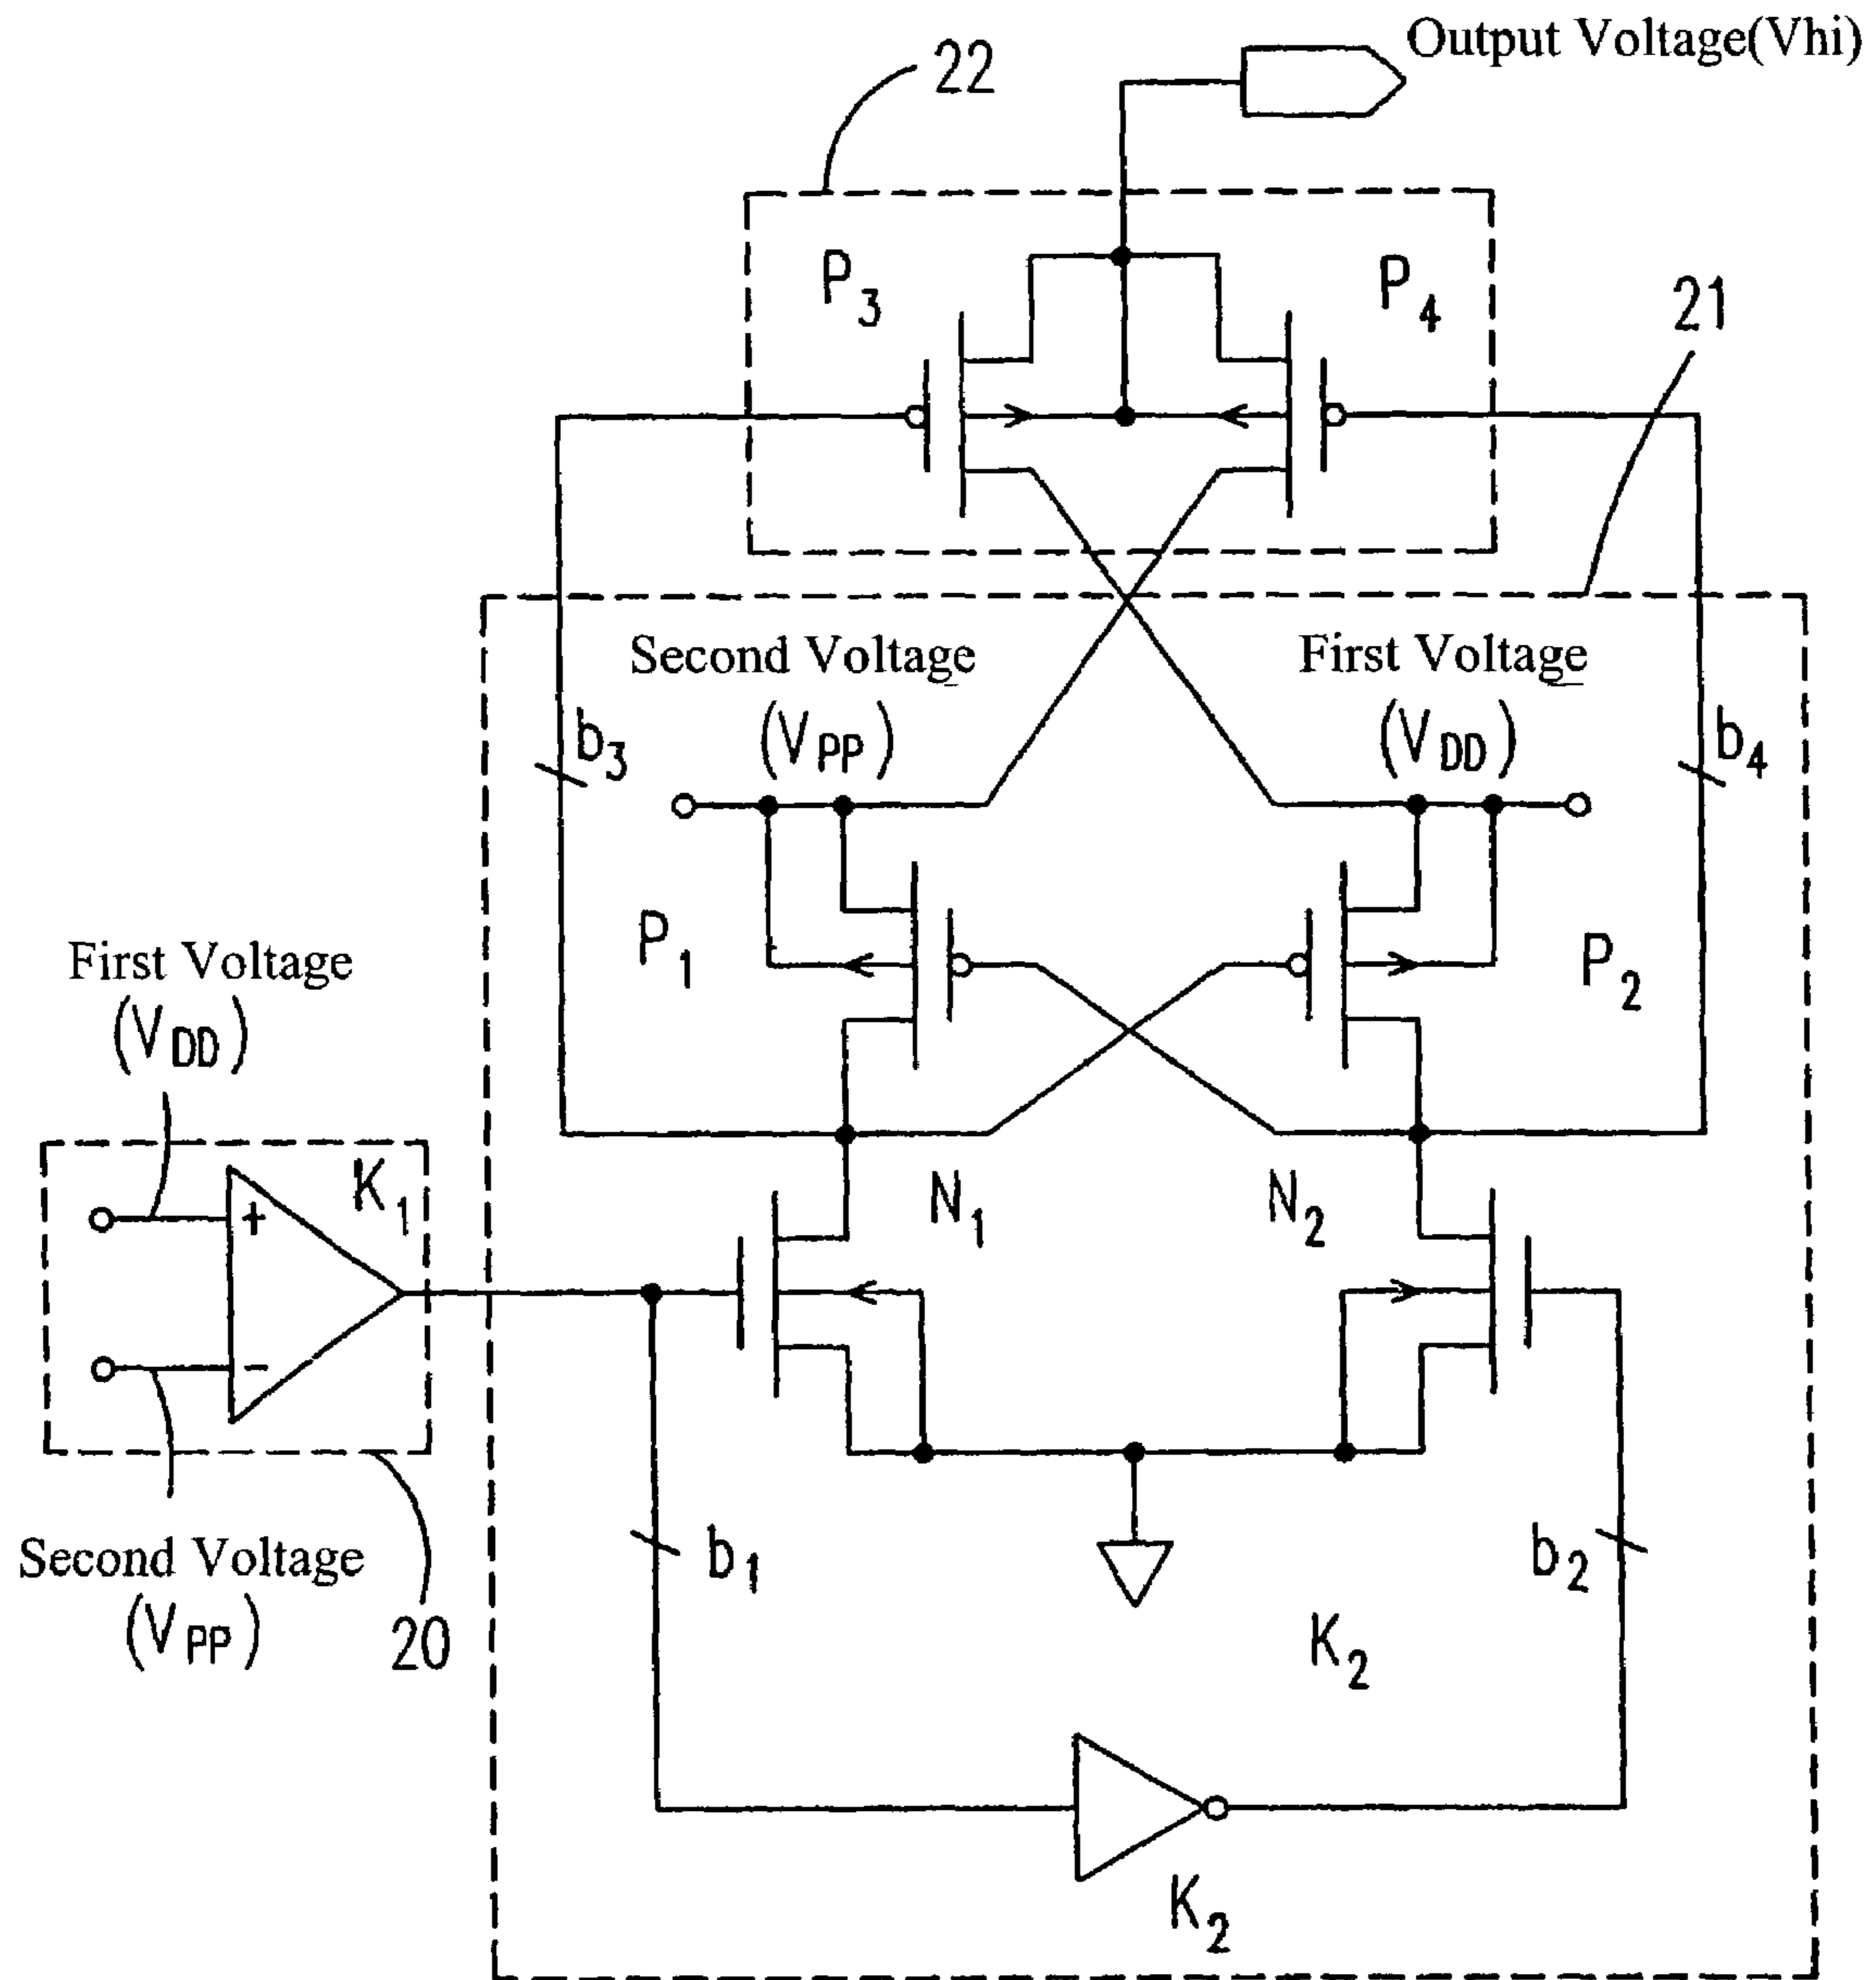 Output Voltage(Vhi)
22
P3
P4
21
Second Voltage
(VPP)
First Voltage
(VDD)
b3
b4
P1
P2
First Voltage
(VDD)
K1
+
-
N1
N2
Second Voltage
(VPP)
20
b1
b2
K2
K2